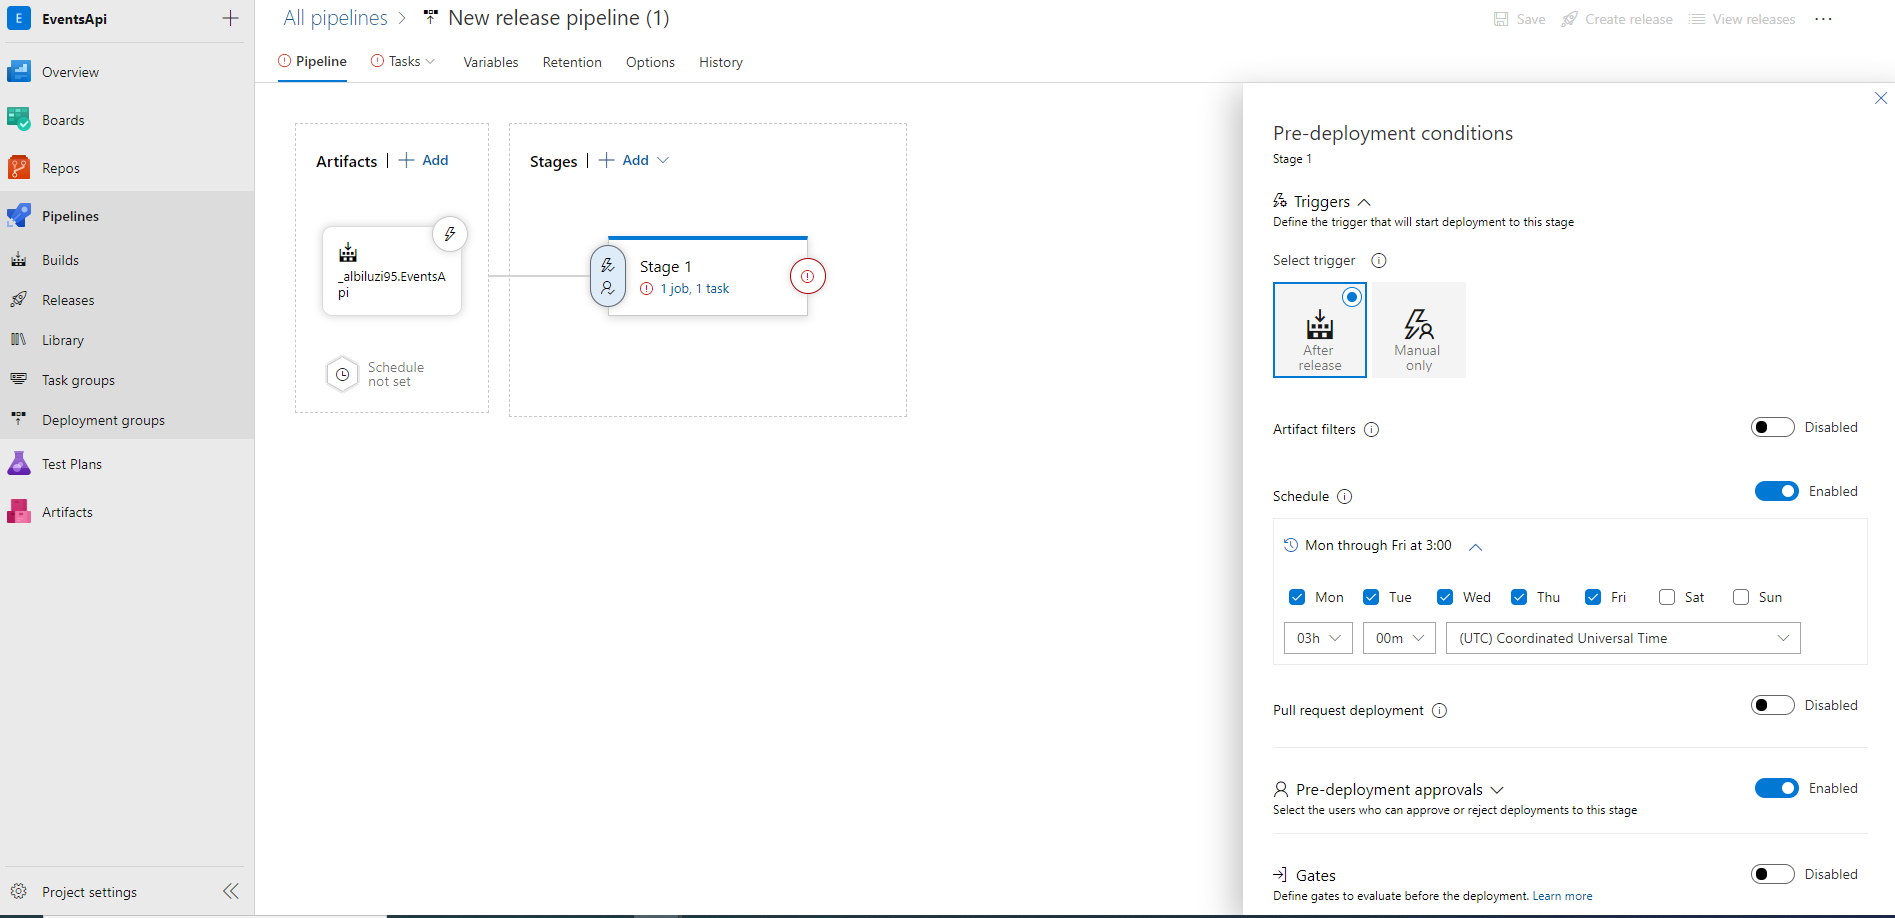 E EventsApi
Overview
Boards
Repos
Pipelines
Builds
Releases
Library
Task groups
Deployment groups
Test Plans
Artifacts
Project settings
All pipelines > New release pipeline (1)
Save Create release View releases ...
Pipeline Tasks Variables Retention Options History
Artifacts | + Add
_albiluzi95.EventsA
pi
Schedule
not set
Stages | + Add
Stage 1
1 job, 1 task
Pre-deployment conditions
Stage 1
Triggers
Define the trigger that will start deployment to this stage
Select trigger
After
release
Manual
only
Artifact filters Disabled
Schedule Enabled
Mon through Fri at 3:00
Mon Tue Wed Thu Fri Sat Sun
03h 00m (UTC) Coordinated Universal Time
Pull request deployment Disabled
Pre-deployment approvals Enabled
Select the users who can approve or reject deployments to this stage
Gates Disabled
Define gates to evaluate before the deployment. Learn more